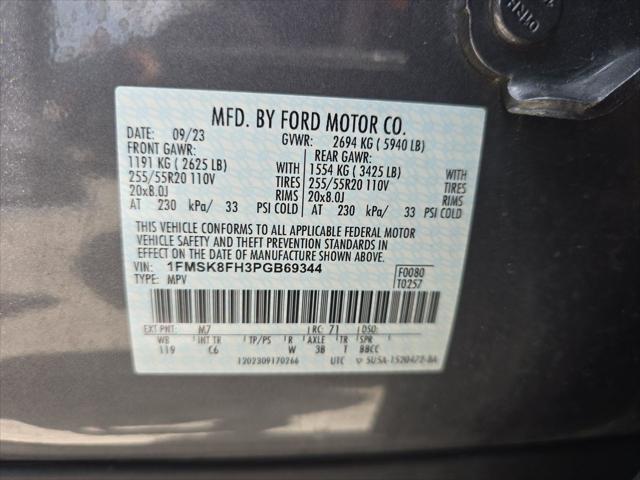 01RH
MFD. BY FORD MOTOR CO.
DATE: 09/23 GVWR: 2694 KG ( 5940 LB)
FRONT GAWR: REAR GAWR:
1191 KG ( 2625 LB) WITH 1554 KG ( 3425 LB) WITH
255/55R20 110V TIRES 255/55R20 110V TIRES
20x8.0J RIMS 20x8.0J RIMS
AT 230 kPa/ 33 PSI COLD AT 230 kPa/ 33 PSI COLD
THIS VEHICLE CONFORMS TO ALL APPLICABLE FEDERAL MOTOR
VEHICLE SAFETY AND THEFT PREVENTION STANDARDS IN
EFFECT ON THE DATE OF MANUFACTURE SHOWN ABOVE.
VIN: 1FMSK8FH3PGB69344 F0080
TYPE: MPV T0257
EXT PNT: M7 RC: 71 DSO:
WB INT TR TP/PS R AXLE TR SPR
119 C6 W 3B T BBCC
1202309170266 UTC 5U5A-1520472-BA